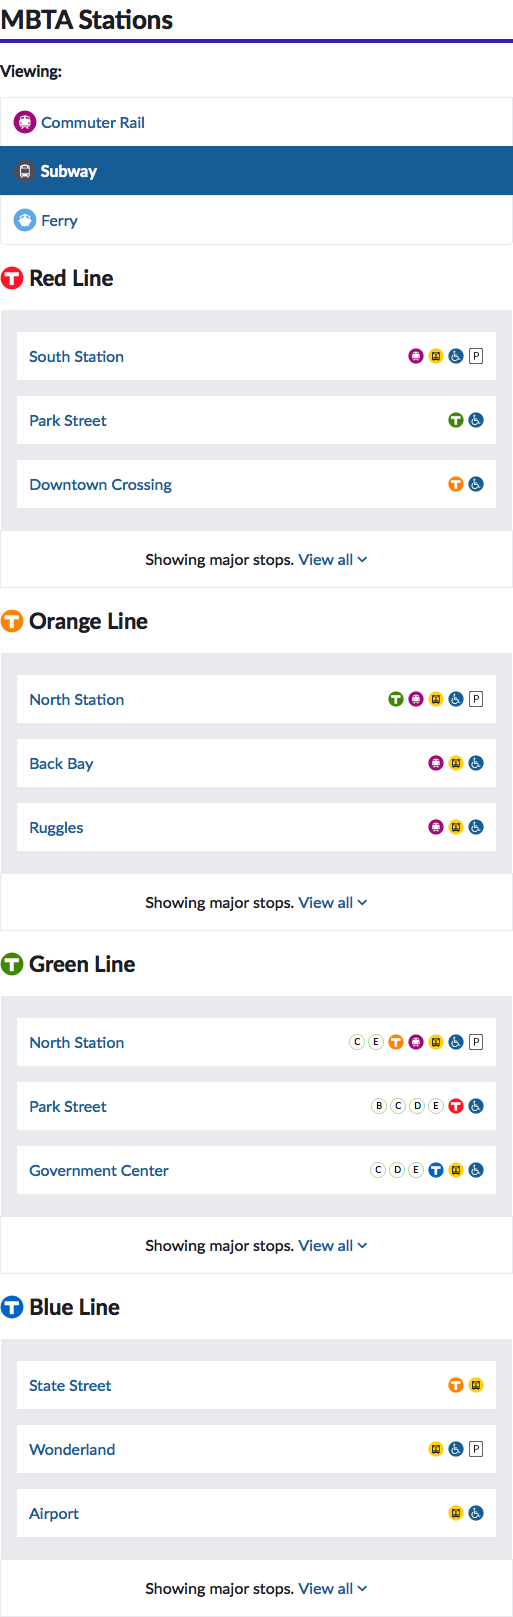 MBTA Stations
Viewing:
Commuter Rail
Subway
Ferry
T Red Line
South Station P
Park Street T
Downtown Crossing T
Showing major stops. View all
T Orange Line
North Station T P
Back Bay
Ruggles
Showing major stops. View all
T Green Line
North Station C E T P
Park Street B C D E T
Government Center C D E T
Showing major stops. View all
T Blue Line
State Street T
Wonderland P
Airport
Showing major stops. View all